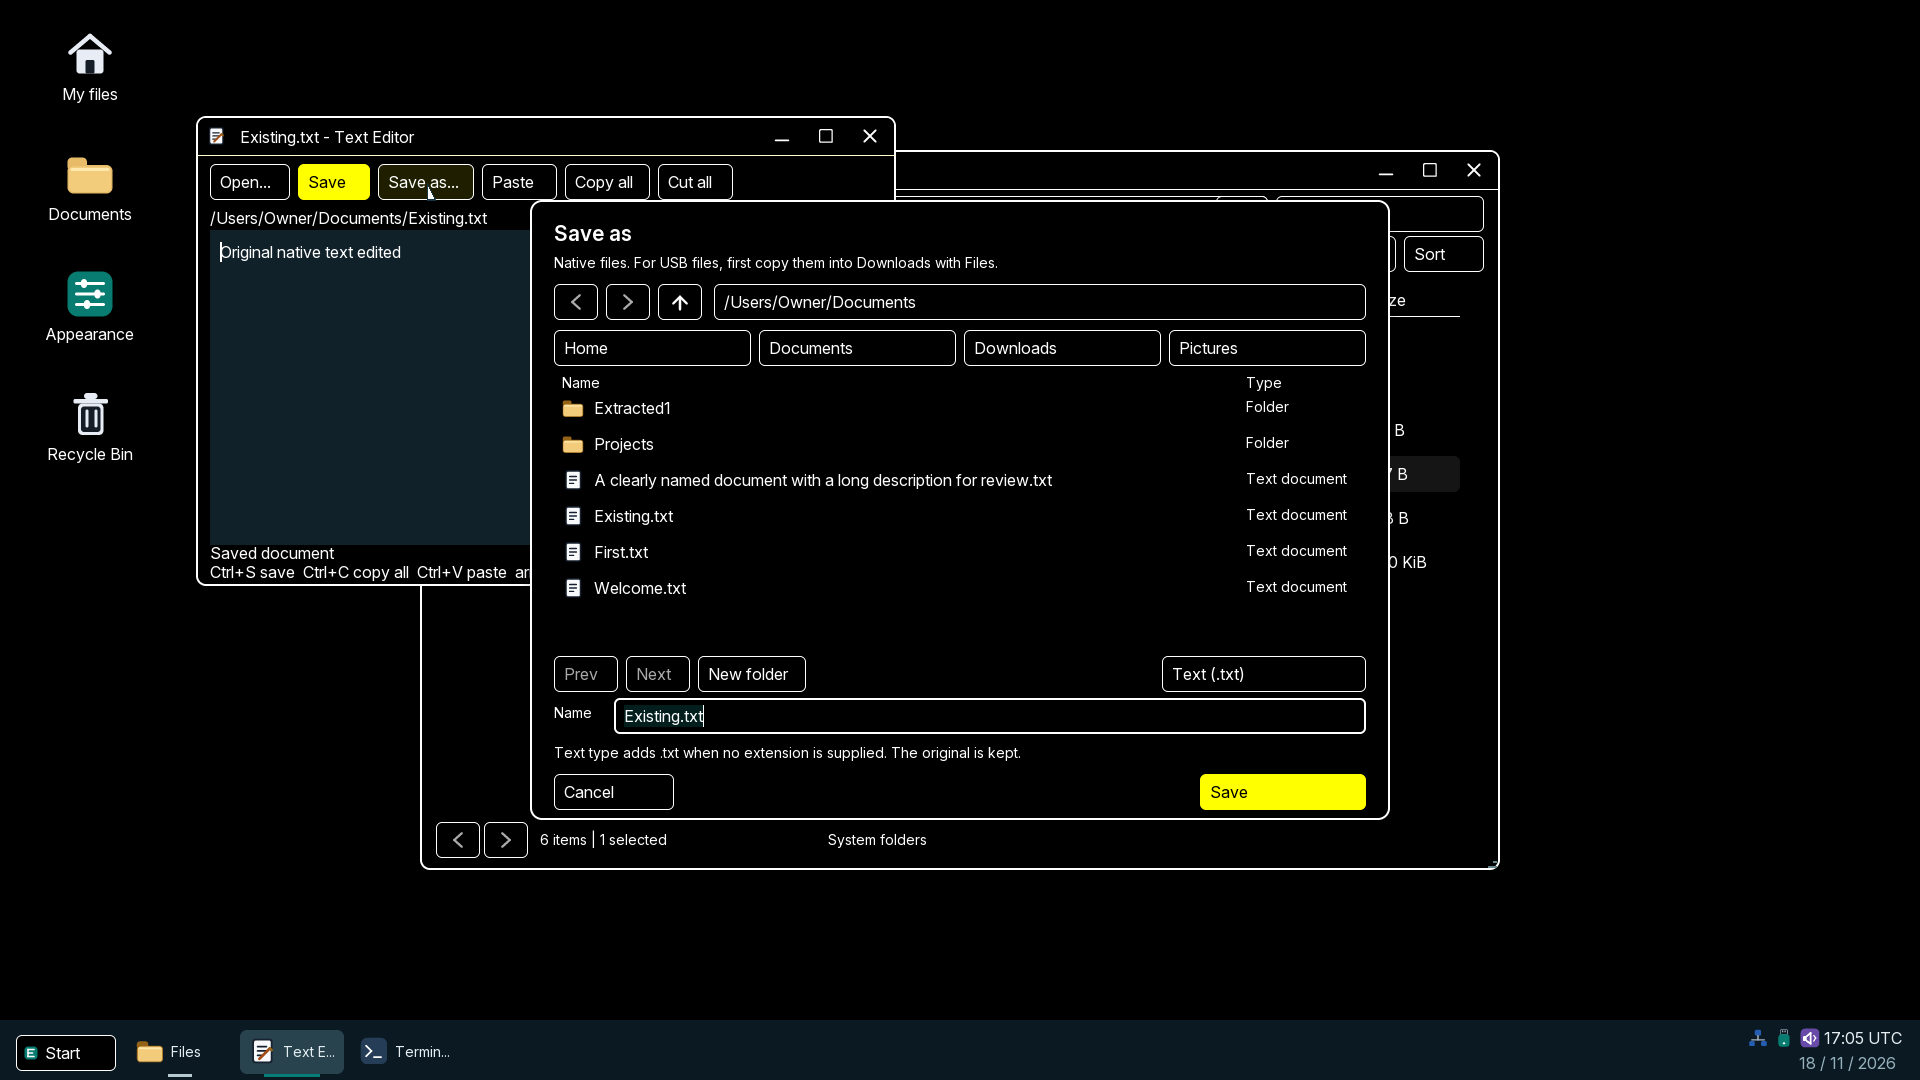 My files
Documents
Appearance
Recycle Bin
Existing.txt - Text Editor
Open...
Save
Save as...
Paste
Copy all
Cut all
/Users/Owner/Documents/Existing.txt
Original native text edited
Saved document
Ctrl+S save  Ctrl+C copy all  Ctrl+V paste
Sort
B
B
B
KiB
Save as
Native files. For USB files, first copy them into Downloads with Files.
/Users/Owner/Documents
Home
Documents
Downloads
Pictures
Name
Type
Extracted1
Folder
Projects
Folder
A clearly named document with a long description for review.txt
Text document
Existing.txt
Text document
First.txt
Text document
Welcome.txt
Text document
Prev
Next
New folder
Text (.txt)
Name
Existing.txt
Text type adds .txt when no extension is supplied. The original is kept.
Cancel
Save
6 items | 1 selected
System folders
Start
Files
Text E...
Termin...
17:05 UTC
18 / 11 / 2026